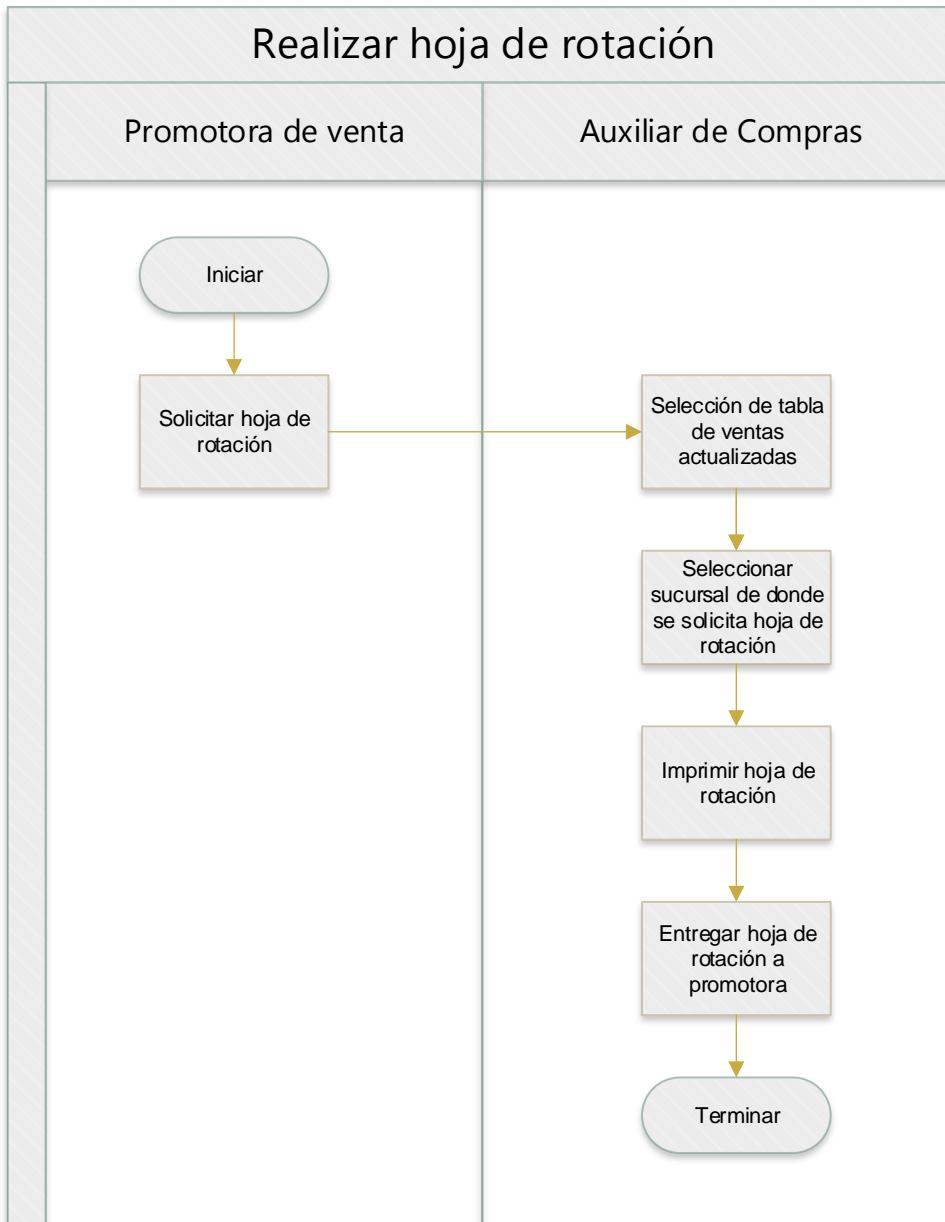 Realizar hoja de rotación
Promotora de venta
Auxiliar de Compras
Iniciar
Solicitar hoja de
rotación
Selección de tabla
de ventas
actualizadas
Seleccionar
sucursal de donde
se solicita hoja de
rotación
Imprimir hoja de
rotación
Entregar hoja de
rotación a
promotora
Terminar